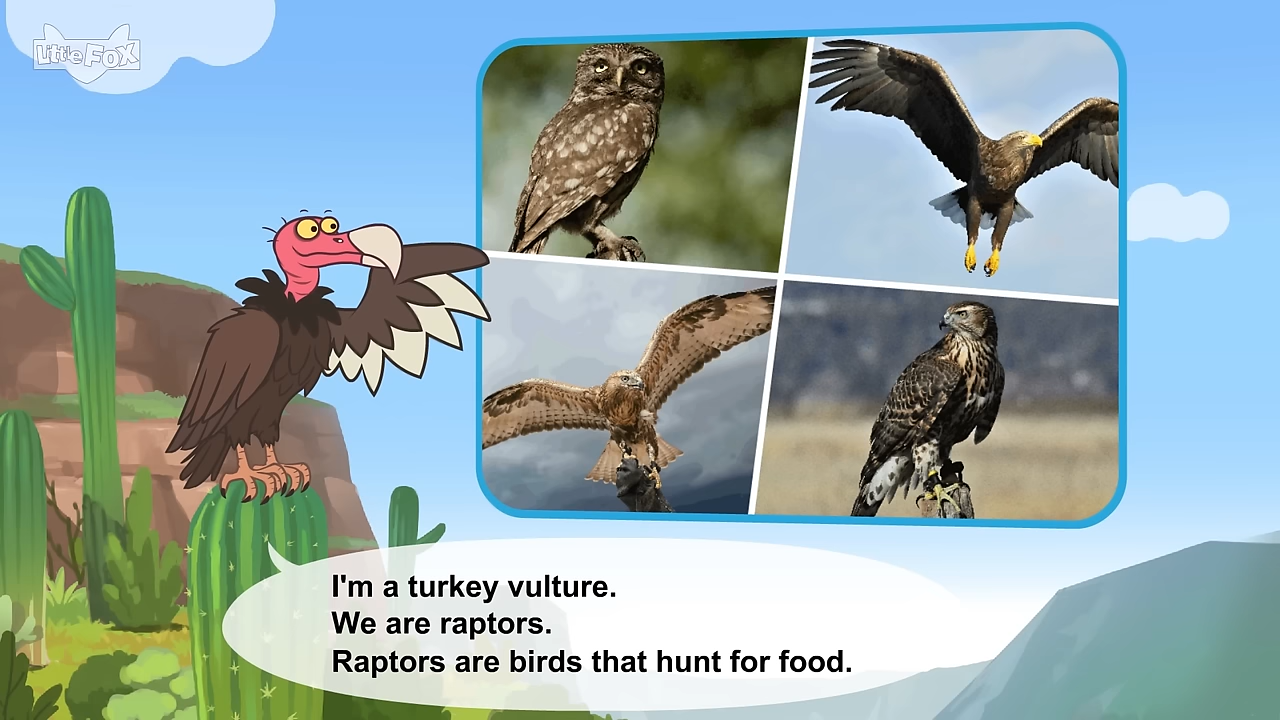 Little Fox
I'm a turkey vulture.
We are raptors.
Raptors are birds that hunt for food.